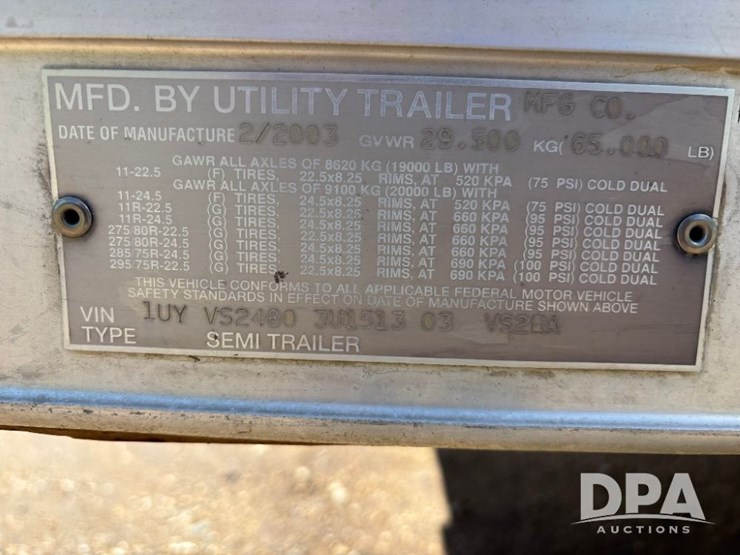 MFD. BY UTILITY TRAILER MFG CO.
DATE OF MANUFACTURE 2/2003 GVWR 29.500 KG( 65.000 LB)
GAWR ALL AXLES OF 8620 KG (19000 LB) WITH
11-22.5 (F) TIRES, 22.5x8.25 RIMS, AT 520 KPA (75 PSI) COLD DUAL
GAWR ALL AXLES OF 9100 KG (20000 LB) WITH
11-24.5 (F) TIRES, 24.5x8.25 RIMS, AT 520 KPA (75 PSI) COLD DUAL
11R-22.5 (G) TIRES, 22.5x8.25 RIMS, AT 660 KPA (95 PSI) COLD DUAL
11R-24.5 (G) TIRES, 24.5x8.25 RIMS, AT 660 KPA (95 PSI) COLD DUAL
275 80R-22.5 (G) TIRES, 22.5x8.25 RIMS, AT 660 KPA (95 PSI) COLD DUAL
275 80R-24.5 (G) TIRES, 24.5x8.25 RIMS, AT 660 KPA (95 PSI) COLD DUAL
285 75R-24.5 (G) TIRES, 24.5x8.25 RIMS, AT 690 KPA (100 PSI) COLD DUAL
295 75R-22.5 (G) TIRES, 22.5x8.25 RIMS, AT 690 KPA (100 PSI) COLD DUAL
THIS VEHICLE CONFORMS TO ALL APPLICABLE FEDERAL MOTOR VEHICLE
SAFETY STANDARDS IN EFFECT ON DATE OF MANUFACTURE SHOWN ABOVE
VIN 1UY VS2480 3U1513 03
TYPE SEMI TRAILER
DPA
AUCTIONS